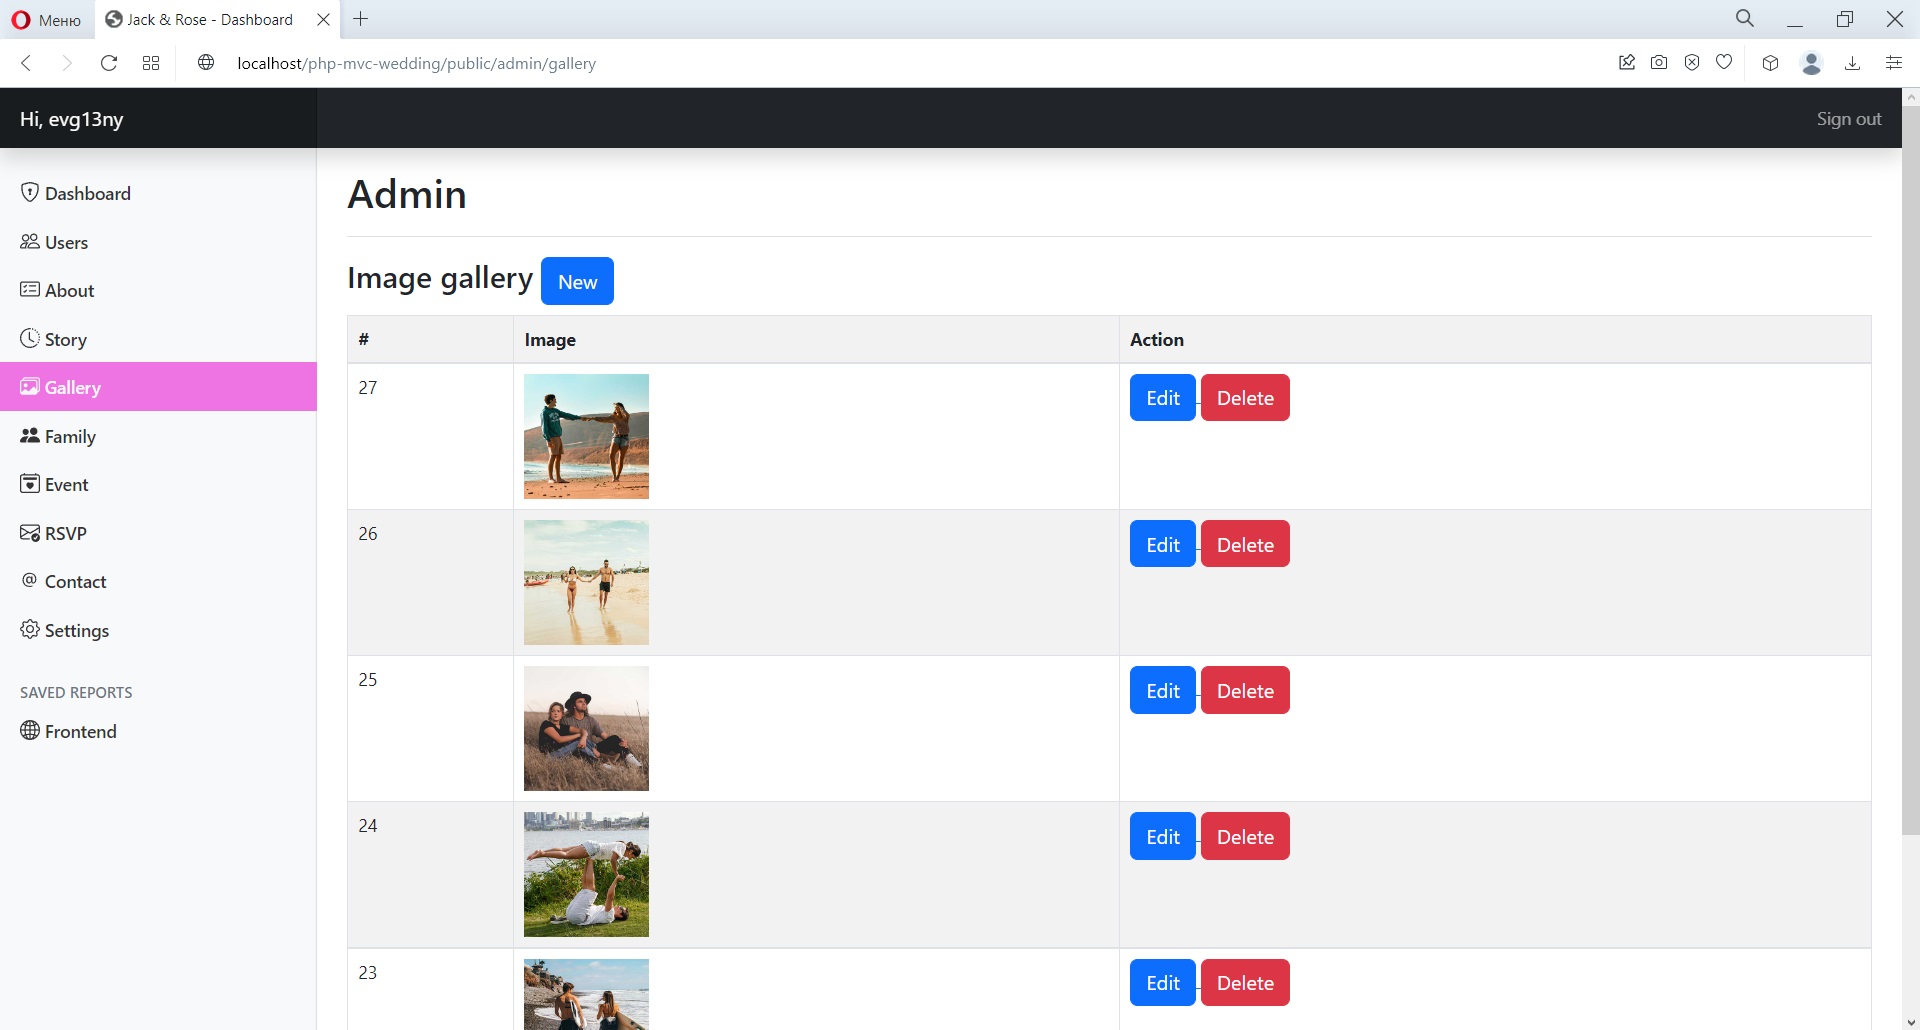 Меню
Jack & Rose - Dashboard
localhost/php-mvc-wedding/public/admin/gallery
Hi, evg13ny
Sign out
Dashboard
Users
About
Story
Gallery
Family
Event
RSVP
Contact
Settings
SAVED REPORTS
Frontend
Admin
Image gallery New
# Image Action
27 Edit Delete
26 Edit Delete
25 Edit Delete
24 Edit Delete
23 Edit Delete